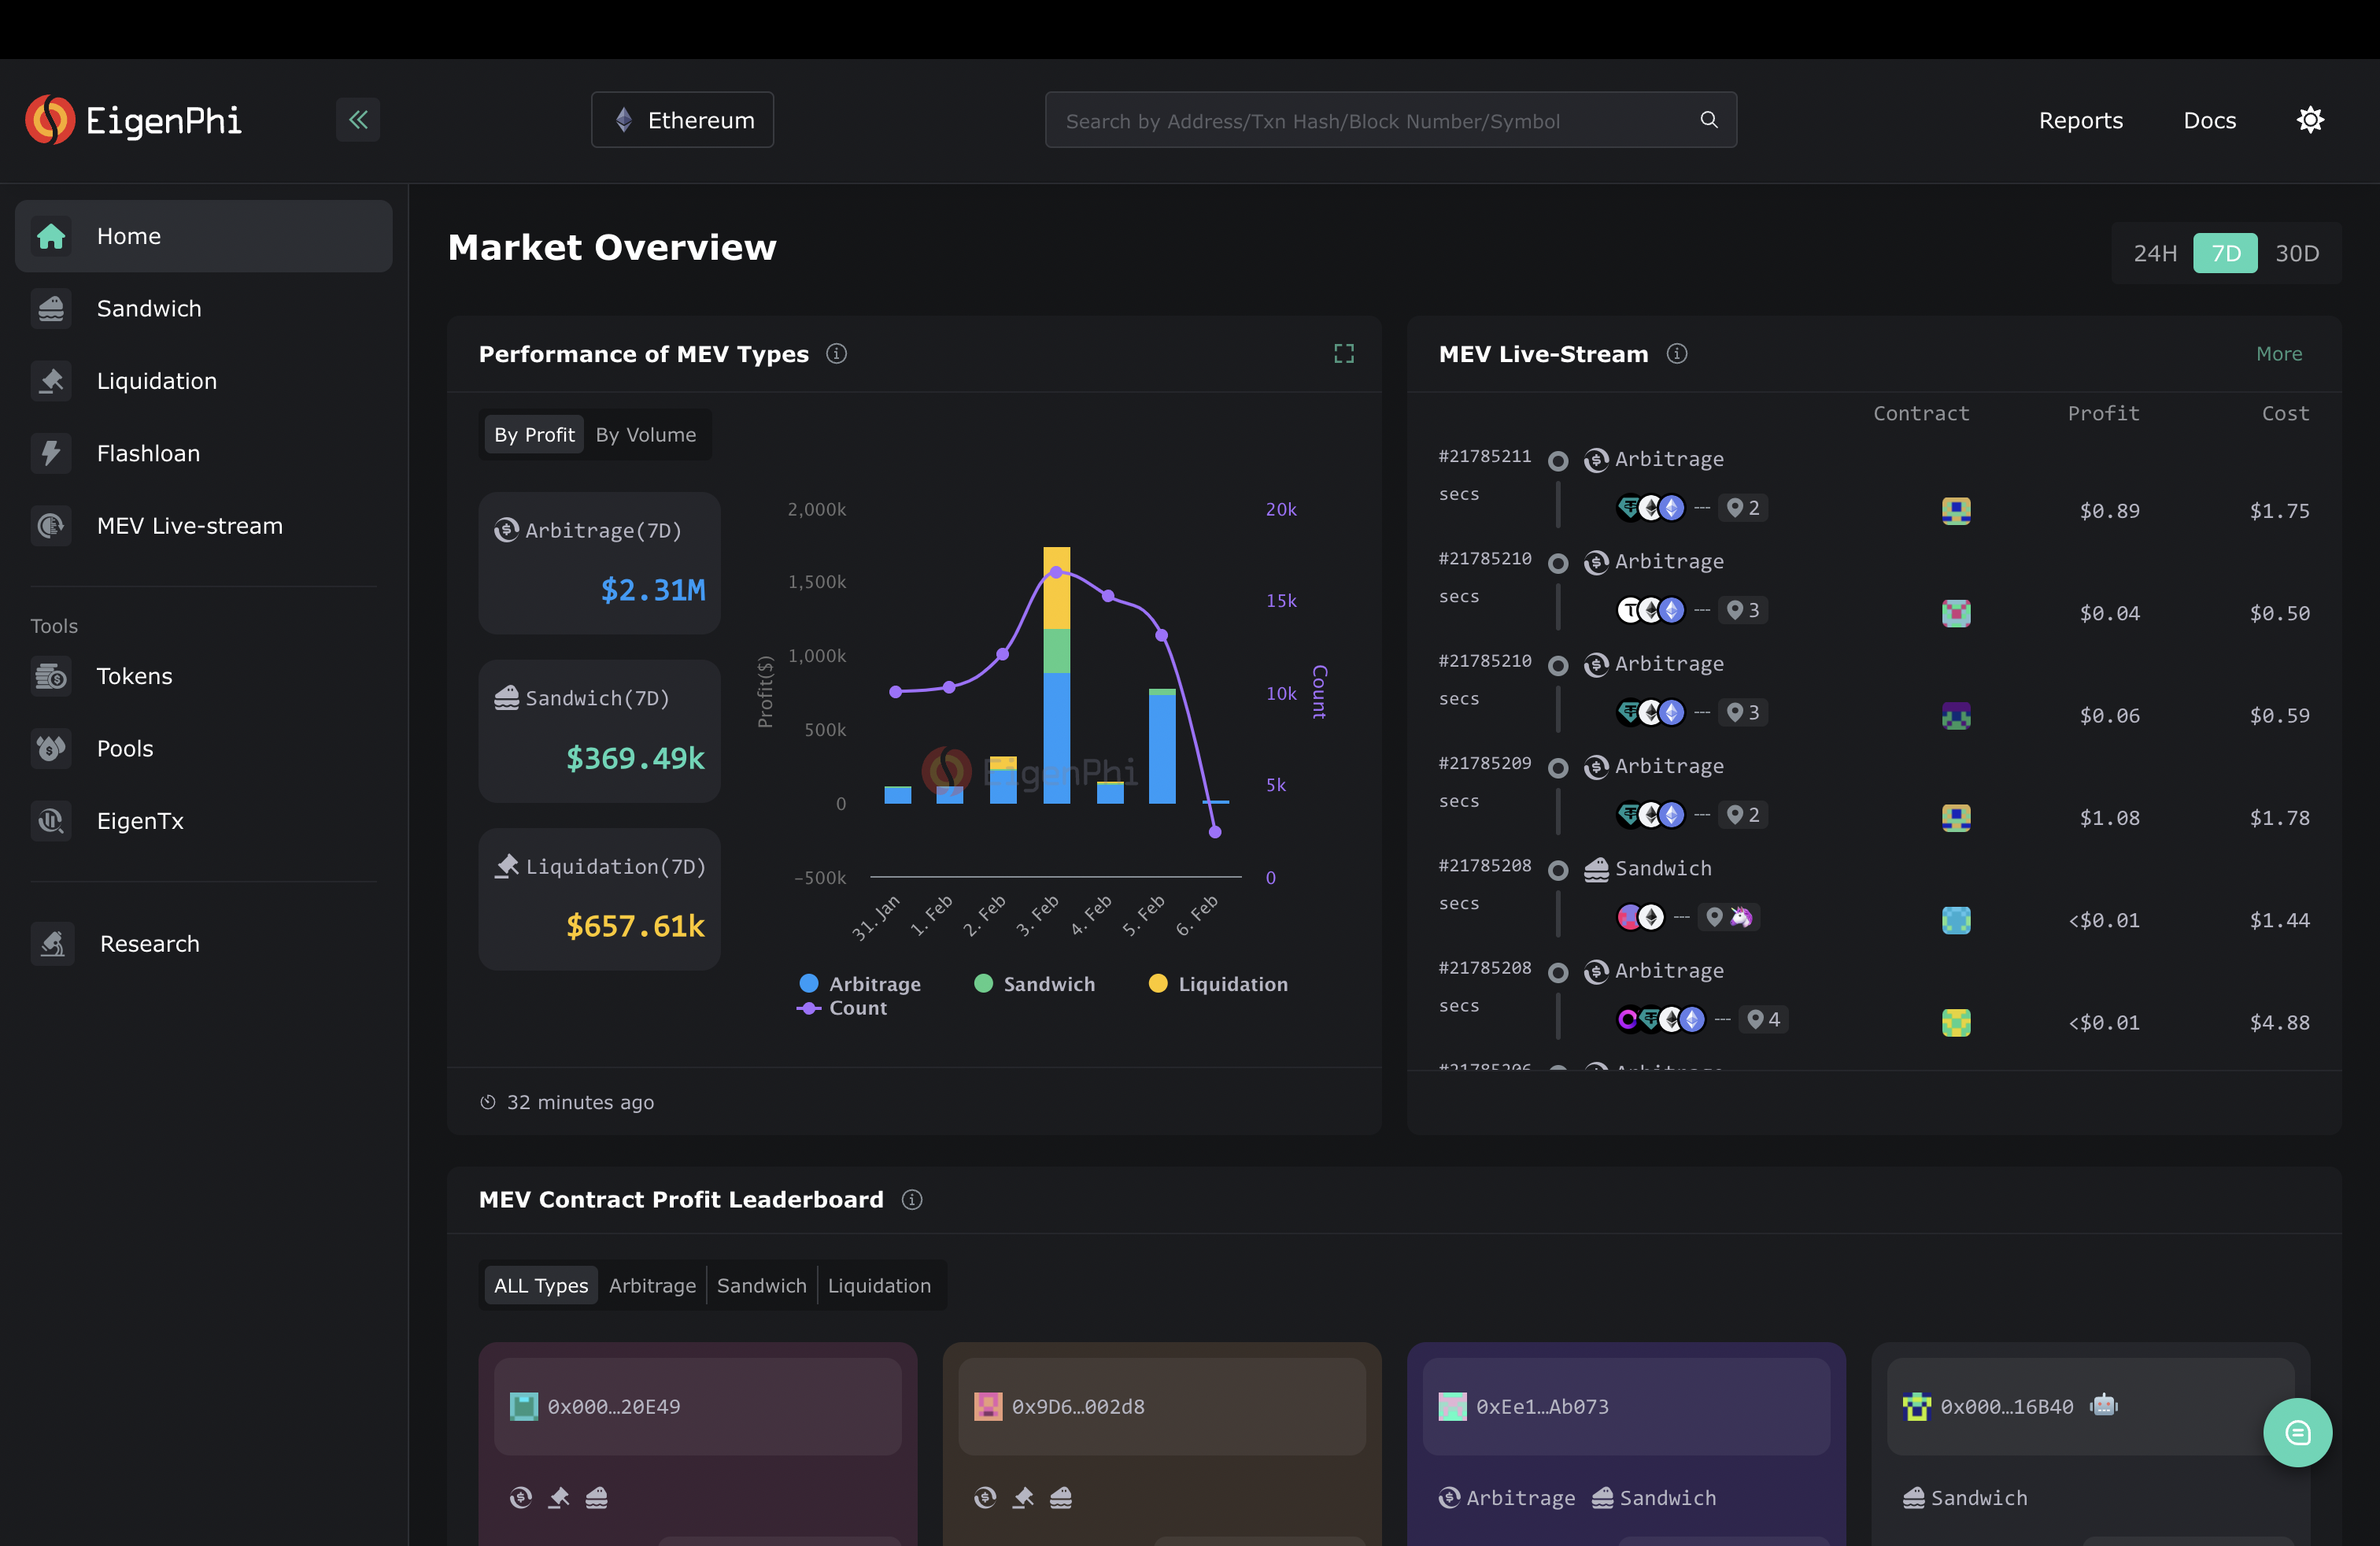 EigenPhi
Ethereum
Search by Address/Txn Hash/Block Number/Symbol
Reports
Docs
Home
Sandwich
Liquidation
Flashloan
MEV Live-stream
Tools
Tokens
Pools
EigenTx
Research
Market Overview
24H 7D 30D
Performance of MEV Types
By Profit By Volume
Arbitrage(7D)
$2.31M
Sandwich(7D)
$369.49k
Liquidation(7D)
$657.61k
Profit($)
2,000k
1,500k
1,000k
500k
0
−500k
20k
15k
10k
5k
0
Count
EigenPhi
31. Jan
1. Feb
2. Feb
3. Feb
4. Feb
5. Feb
6. Feb
Arbitrage Sandwich Liquidation
Count
32 minutes ago
MEV Live-Stream
More
Contract Profit Cost
#21785211 Arbitrage
secs
2 $0.89 $1.75
#21785210 Arbitrage
secs
T 3 $0.04 $0.50
#21785210 Arbitrage
secs
3 $0.06 $0.59
#21785209 Arbitrage
secs
2 $1.08 $1.78
#21785208 Sandwich
secs
<$0.01 $1.44
#21785208 Arbitrage
secs
4 <$0.01 $4.88
#21785206 Arbitrage
MEV Contract Profit Leaderboard
ALL Types Arbitrage Sandwich Liquidation
0x000…20E49
0x9D6…002d8
0xEe1…Ab073
Arbitrage Sandwich
0x000…16B40
Sandwich